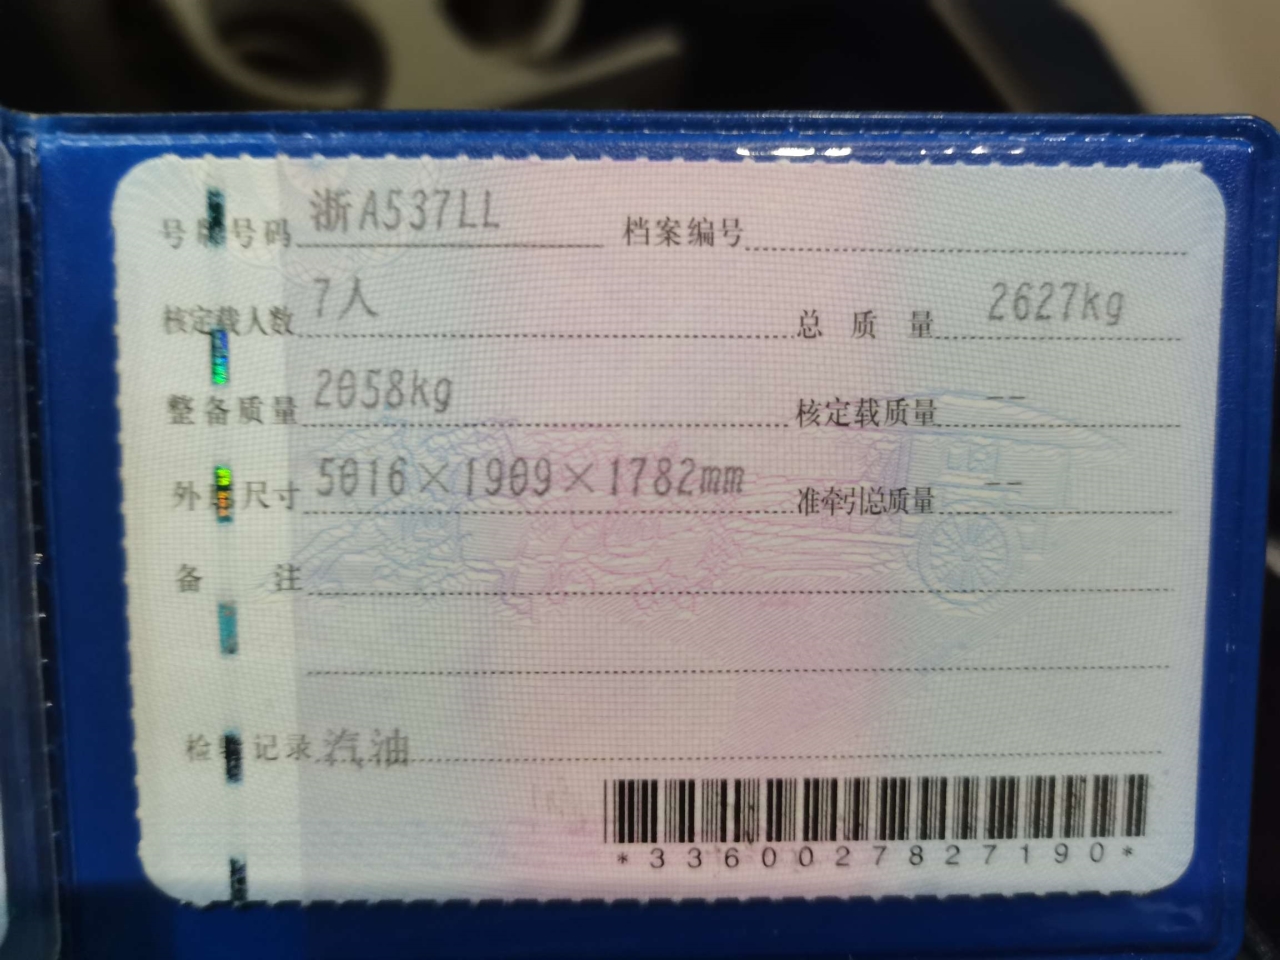 号牌号码 浙A537LL 档案编号
核定载人数 7人 总质量 2627kg
整备质量 2058kg 核定载质量 --
外廓尺寸 5016×1909×1782mm 准牵引总质量 --
备注
检验记录 汽油
*3360027827190*